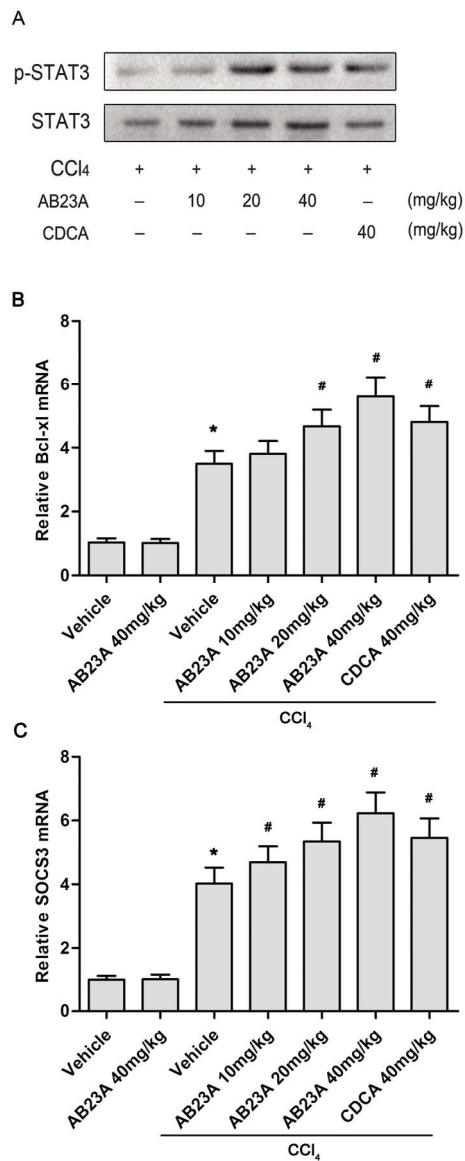 A
p-STAT3
STAT3
CCl4 + + + + +
AB23A – 10 20 40 – (mg/kg)
CDCA – – – – 40 (mg/kg)
B
Relative Bcl-xl mRNA
8
6
4
2
0
* # # #
Vehicle
AB23A 40mg/kg
Vehicle
AB23A 10mg/kg
AB23A 20mg/kg
AB23A 40mg/kg
CDCA 40mg/kg
CCl4
C
Relative SOCS3 mRNA
8
6
4
2
0
* # # # #
Vehicle
AB23A 40mg/kg
Vehicle
AB23A 10mg/kg
AB23A 20mg/kg
AB23A 40mg/kg
CDCA 40mg/kg
CCl4